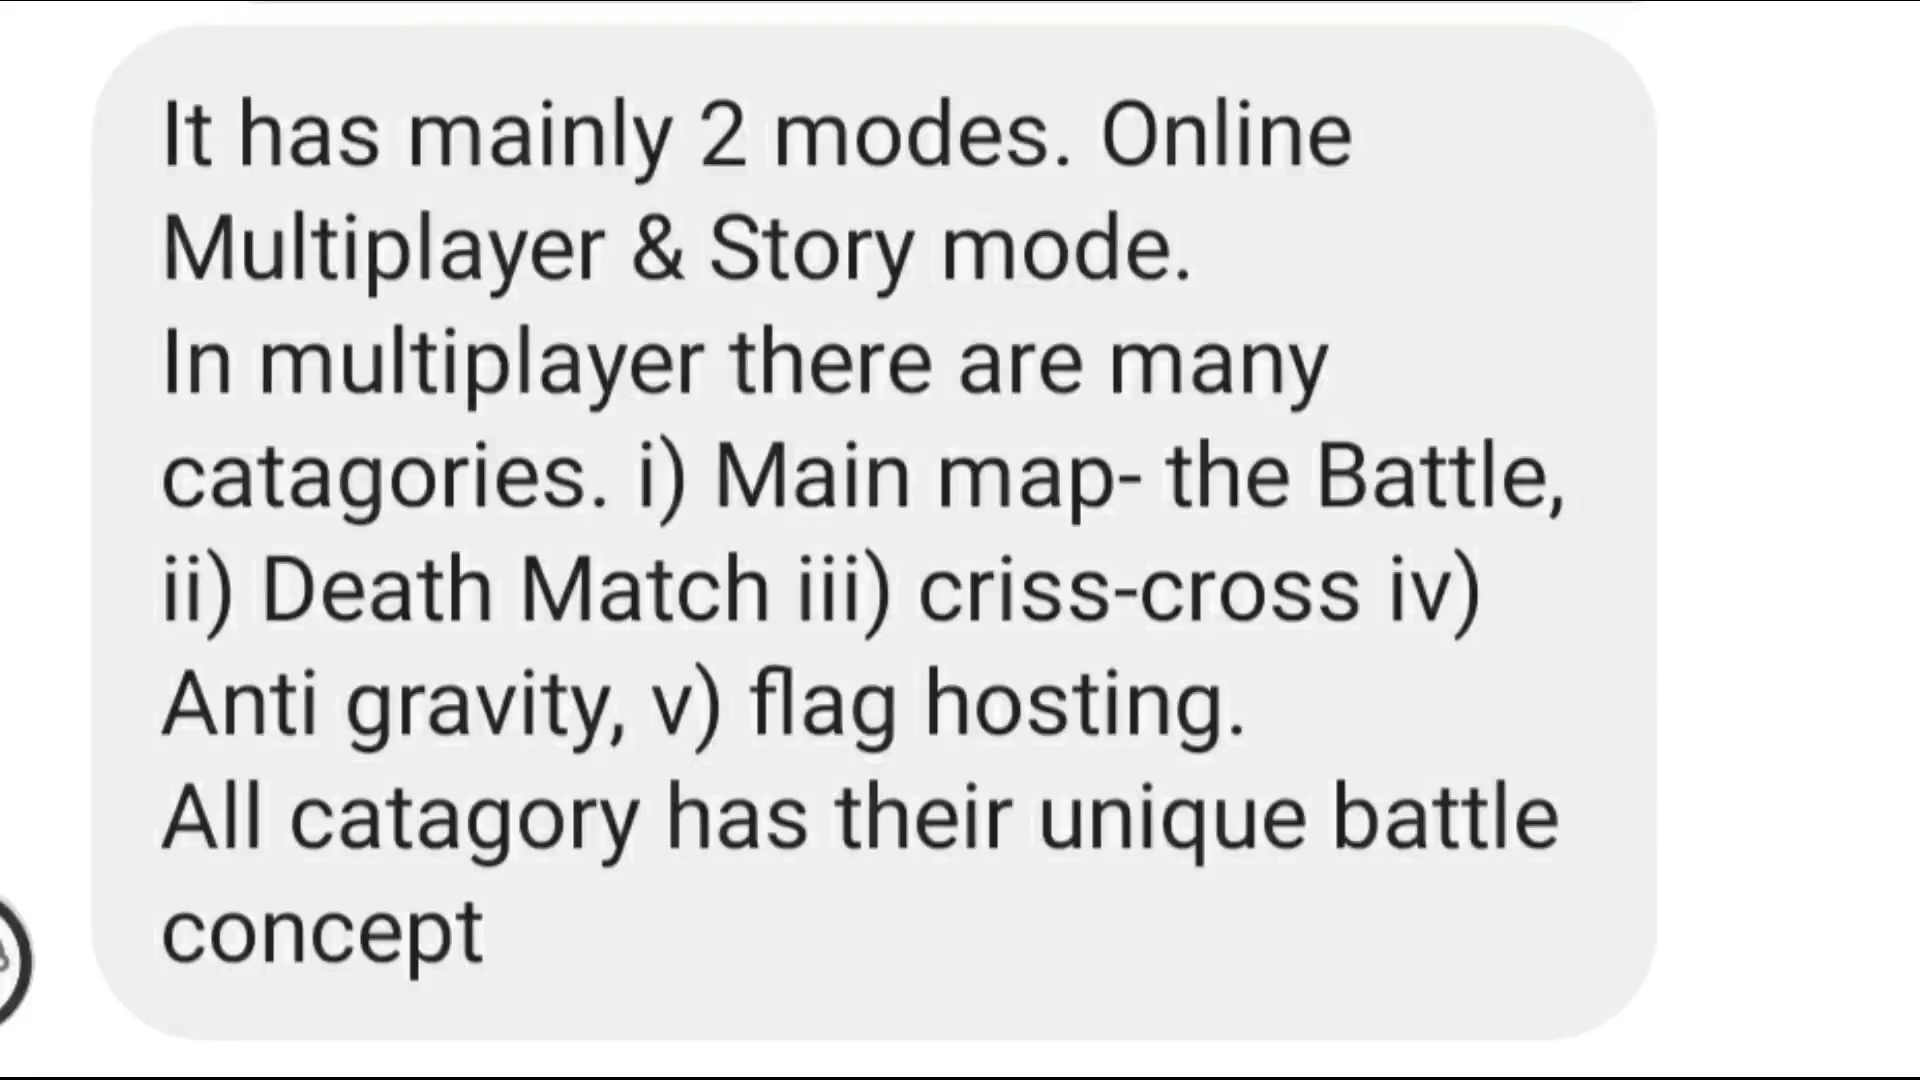 It has mainly 2 modes. Online
Multiplayer & Story mode.
In multiplayer there are many
catagories. i) Main map- the Battle,
ii) Death Match iii) criss-cross iv)
Anti gravity, v) flag hosting.
All catagory has their unique battle
concept